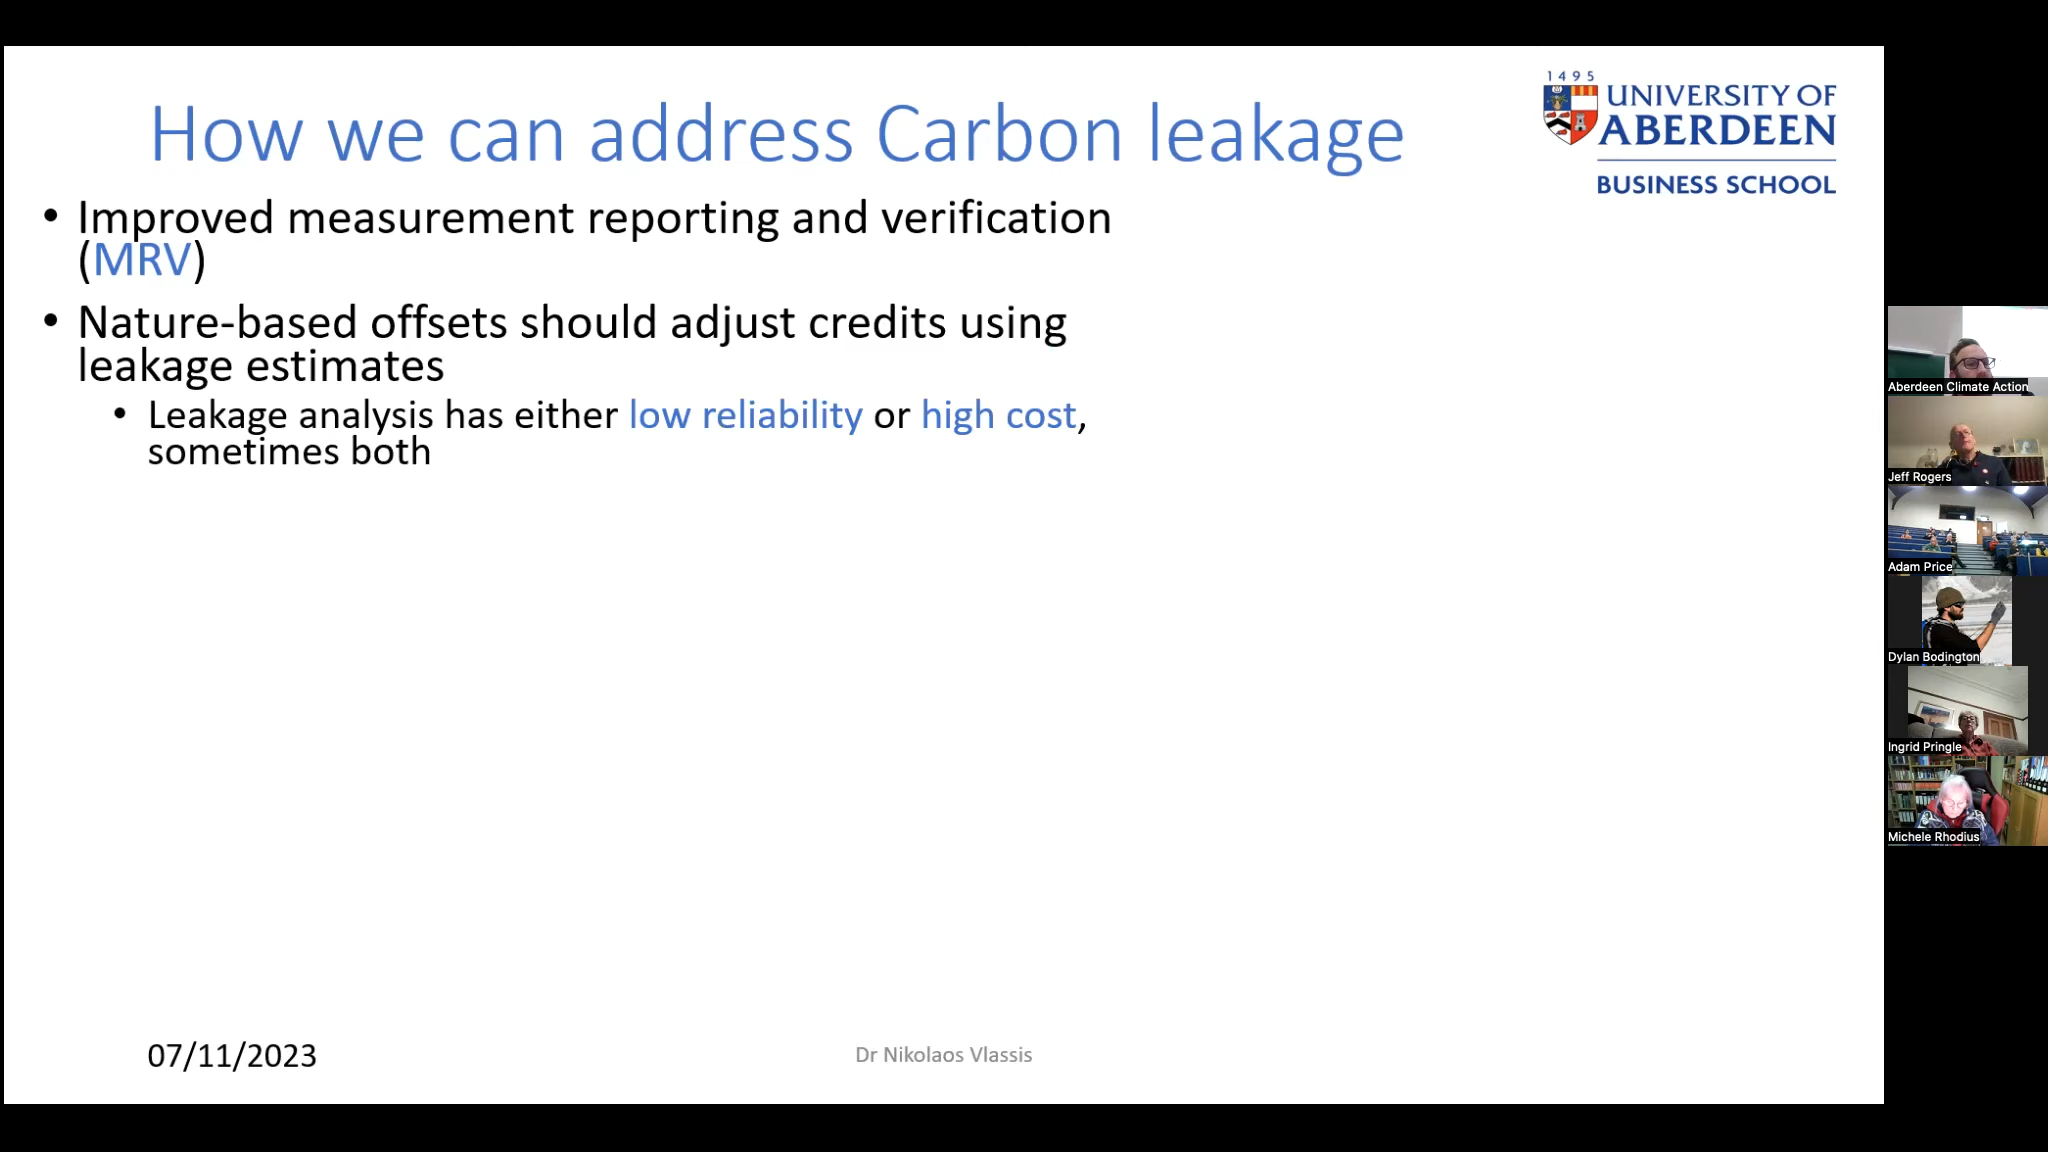 How we can address Carbon leakage
1495
UNIVERSITY OF
ABERDEEN
BUSINESS SCHOOL
• Improved measurement reporting and verification
(MRV)
• Nature-based offsets should adjust credits using
leakage estimates
• Leakage analysis has either low reliability or high cost,
sometimes both
07/11/2023
Dr Nikolaos Vlassis
Aberdeen Climate Action
Jeff Rogers
Adam Price
Dylan Bodington
Ingrid Pringle
Michele Rhodius